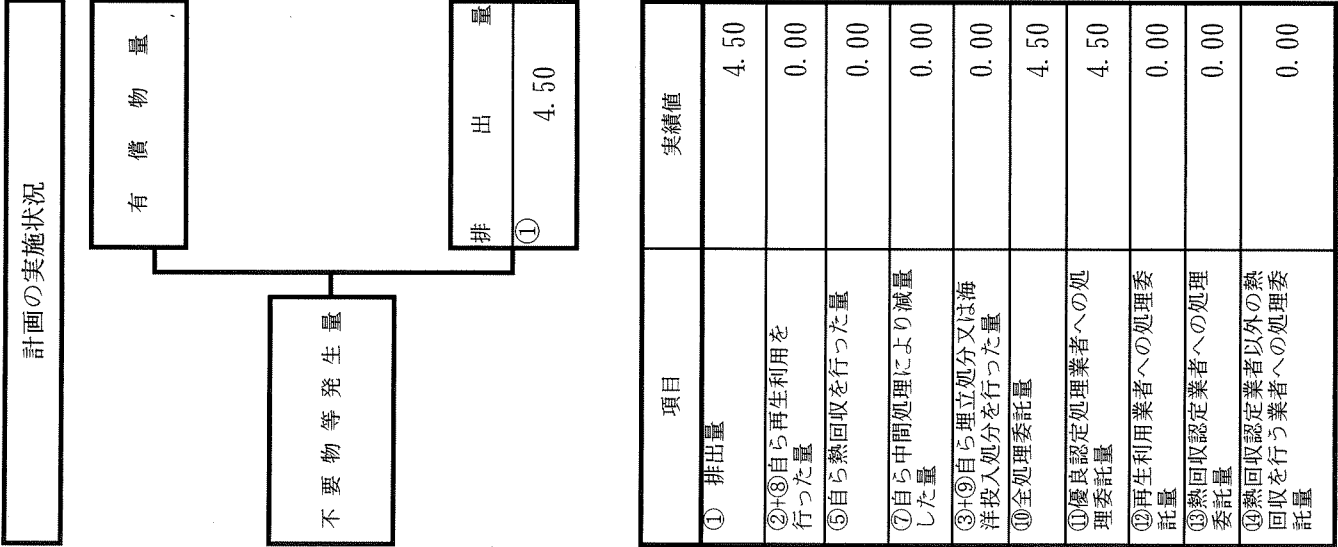 計画の実施状況
有償物量
不要物等発生量
排出量
①
4.50
項目
実績値
① 排出量
4.50
②+⑧自ら再生利用を
行った量
0.00
⑤自ら熱回収を行った量
0.00
⑦自ら中間処理により減量
した量
0.00
③+⑨自ら埋立処分又は海
洋投入処分を行った量
0.00
⑩全処理委託量
4.50
⑪優良認定処理業者への処
理委託量
4.50
⑫再生利用業者への処理委
託量
0.00
⑬熱回収認定業者への処理
委託量
0.00
⑭熱回収認定業者以外の熱
回収を行う業者への処理委
託量
0.00